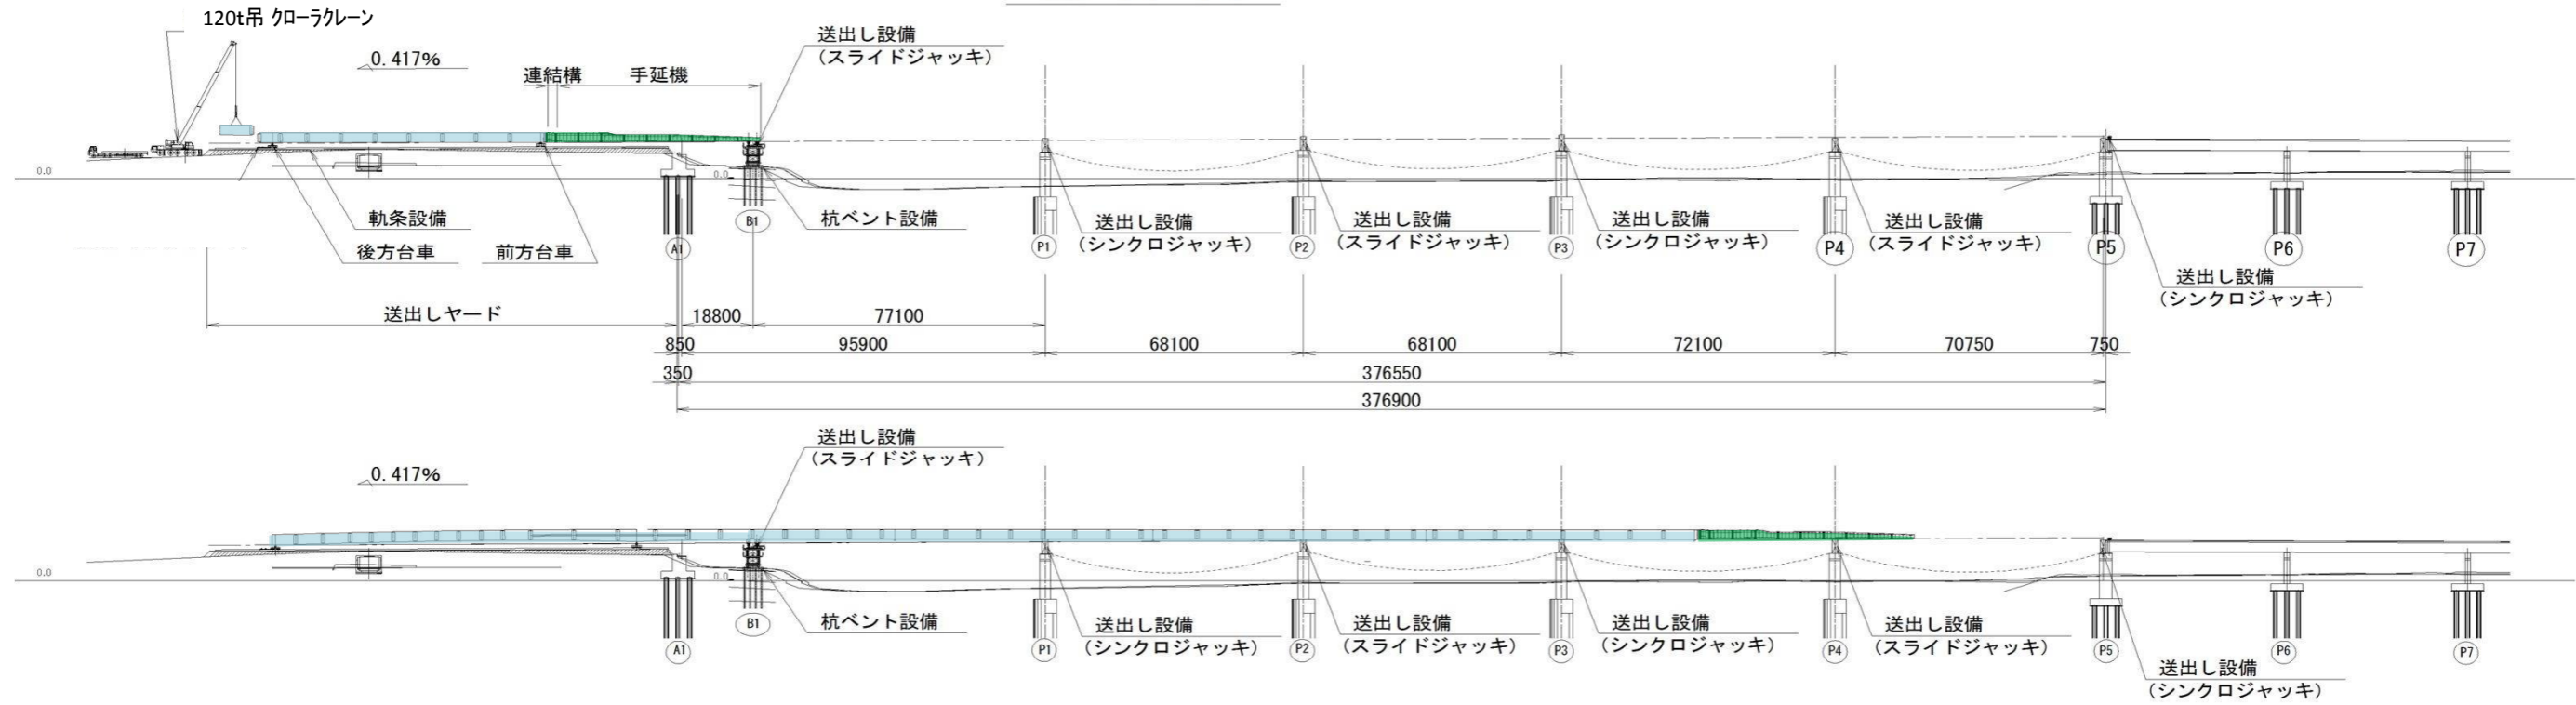 120t吊 クローラクレーン
0.417%
連結構
手延機
送出し設備
(スライドジャッキ)
0.0
0.0
軌条設備
後方台車
前方台車
A1
B1
杭ベント設備
P1
送出し設備
(シンクロジャッキ)
P2
送出し設備
(スライドジャッキ)
P3
送出し設備
(シンクロジャッキ)
P4
送出し設備
(スライドジャッキ)
P5
送出し設備
(シンクロジャッキ)
P6
P7
送出しヤード
18800
77100
850
95900
68100
68100
72100
70750
750
350
376550
376900
0.417%
送出し設備
(スライドジャッキ)
0.0
0.0
A1
B1
杭ベント設備
P1
送出し設備
(シンクロジャッキ)
P2
送出し設備
(スライドジャッキ)
P3
送出し設備
(シンクロジャッキ)
P4
送出し設備
(スライドジャッキ)
P5
送出し設備
(シンクロジャッキ)
P6
P7